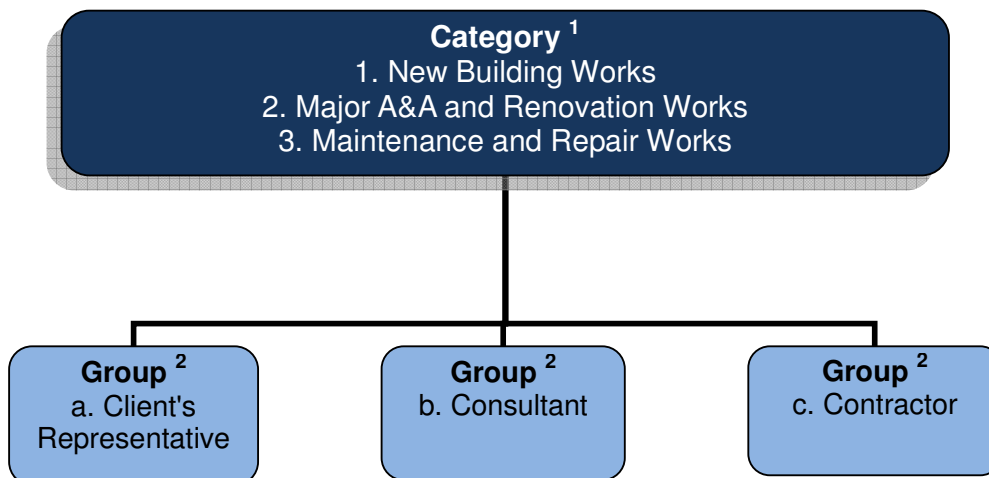 Category 1
1. New Building Works
2. Major A&A and Renovation Works
3. Maintenance and Repair Works
Group 2
a. Client's
Representative
Group 2
b. Consultant
Group 2
c. Contractor